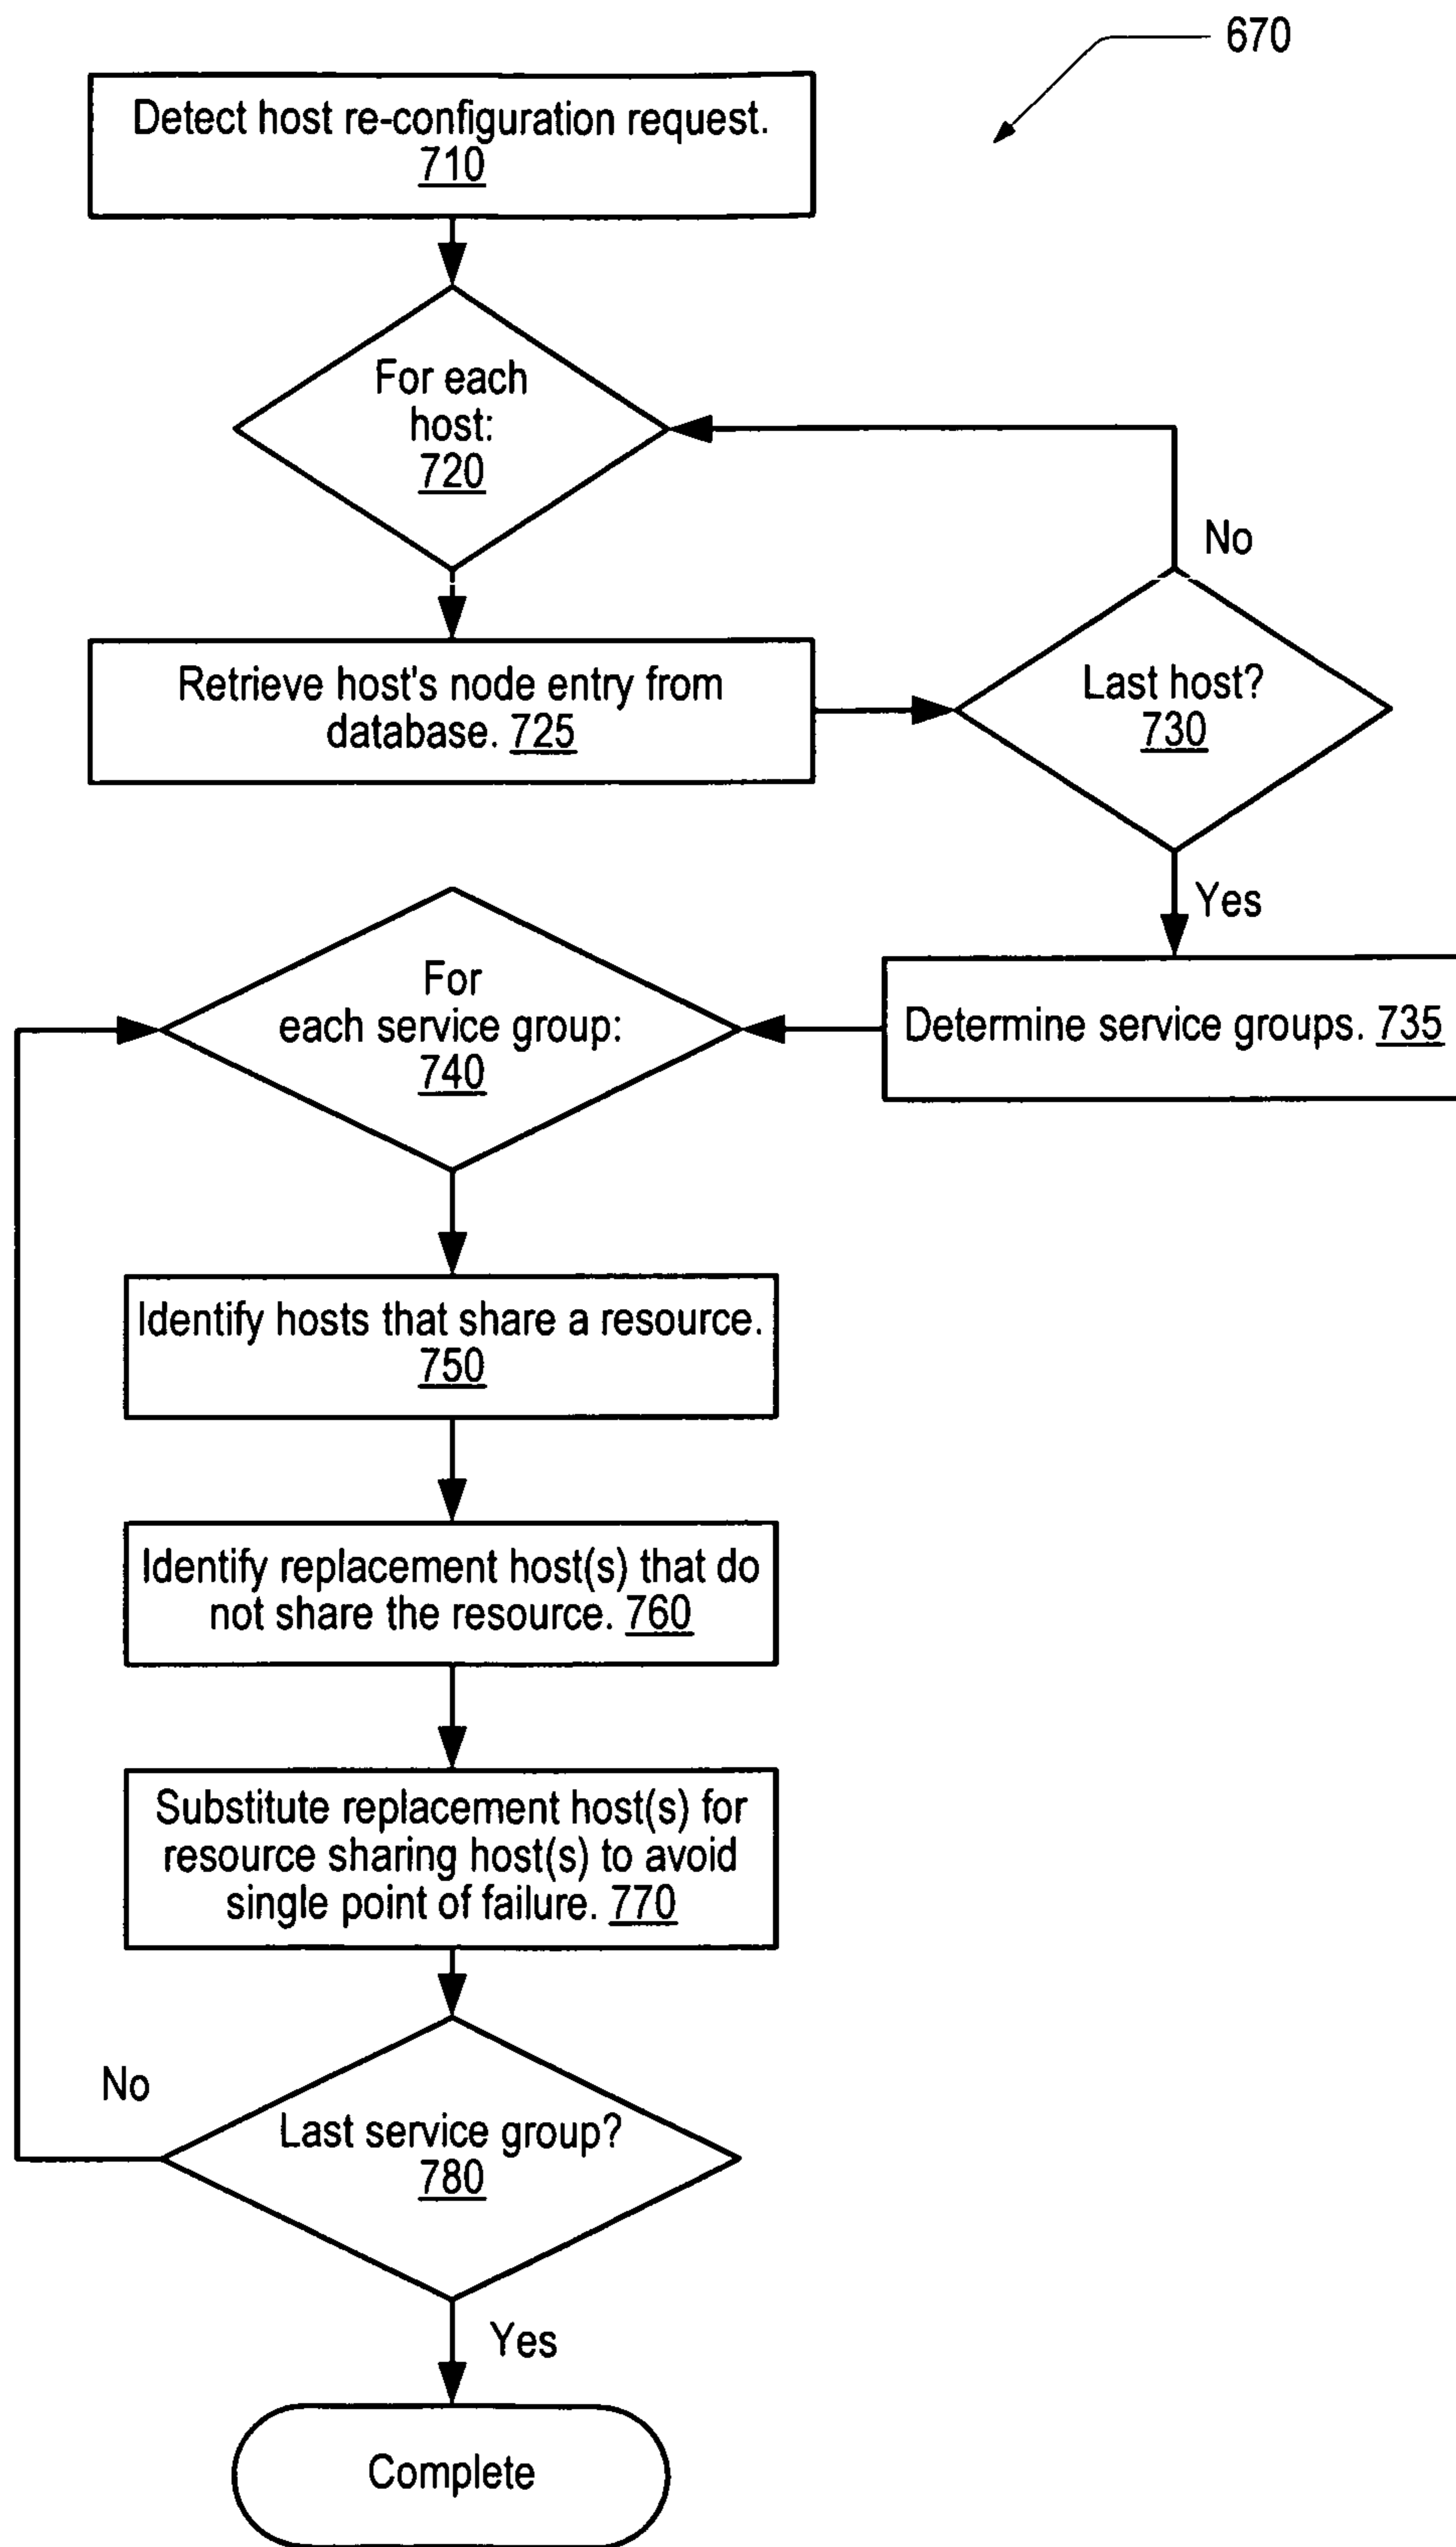 670
Detect host re-configuration request.
710
For each
host:
720
No
Retrieve host's node entry from
database. 725
Last host?
730
Yes
For
each service group:
740
Determine service groups. 735
Identify hosts that share a resource.
750
Identify replacement host(s) that do
not share the resource. 760
Substitute replacement host(s) for
resource sharing host(s) to avoid
single point of failure. 770
No
Last service group?
780
Yes
Complete